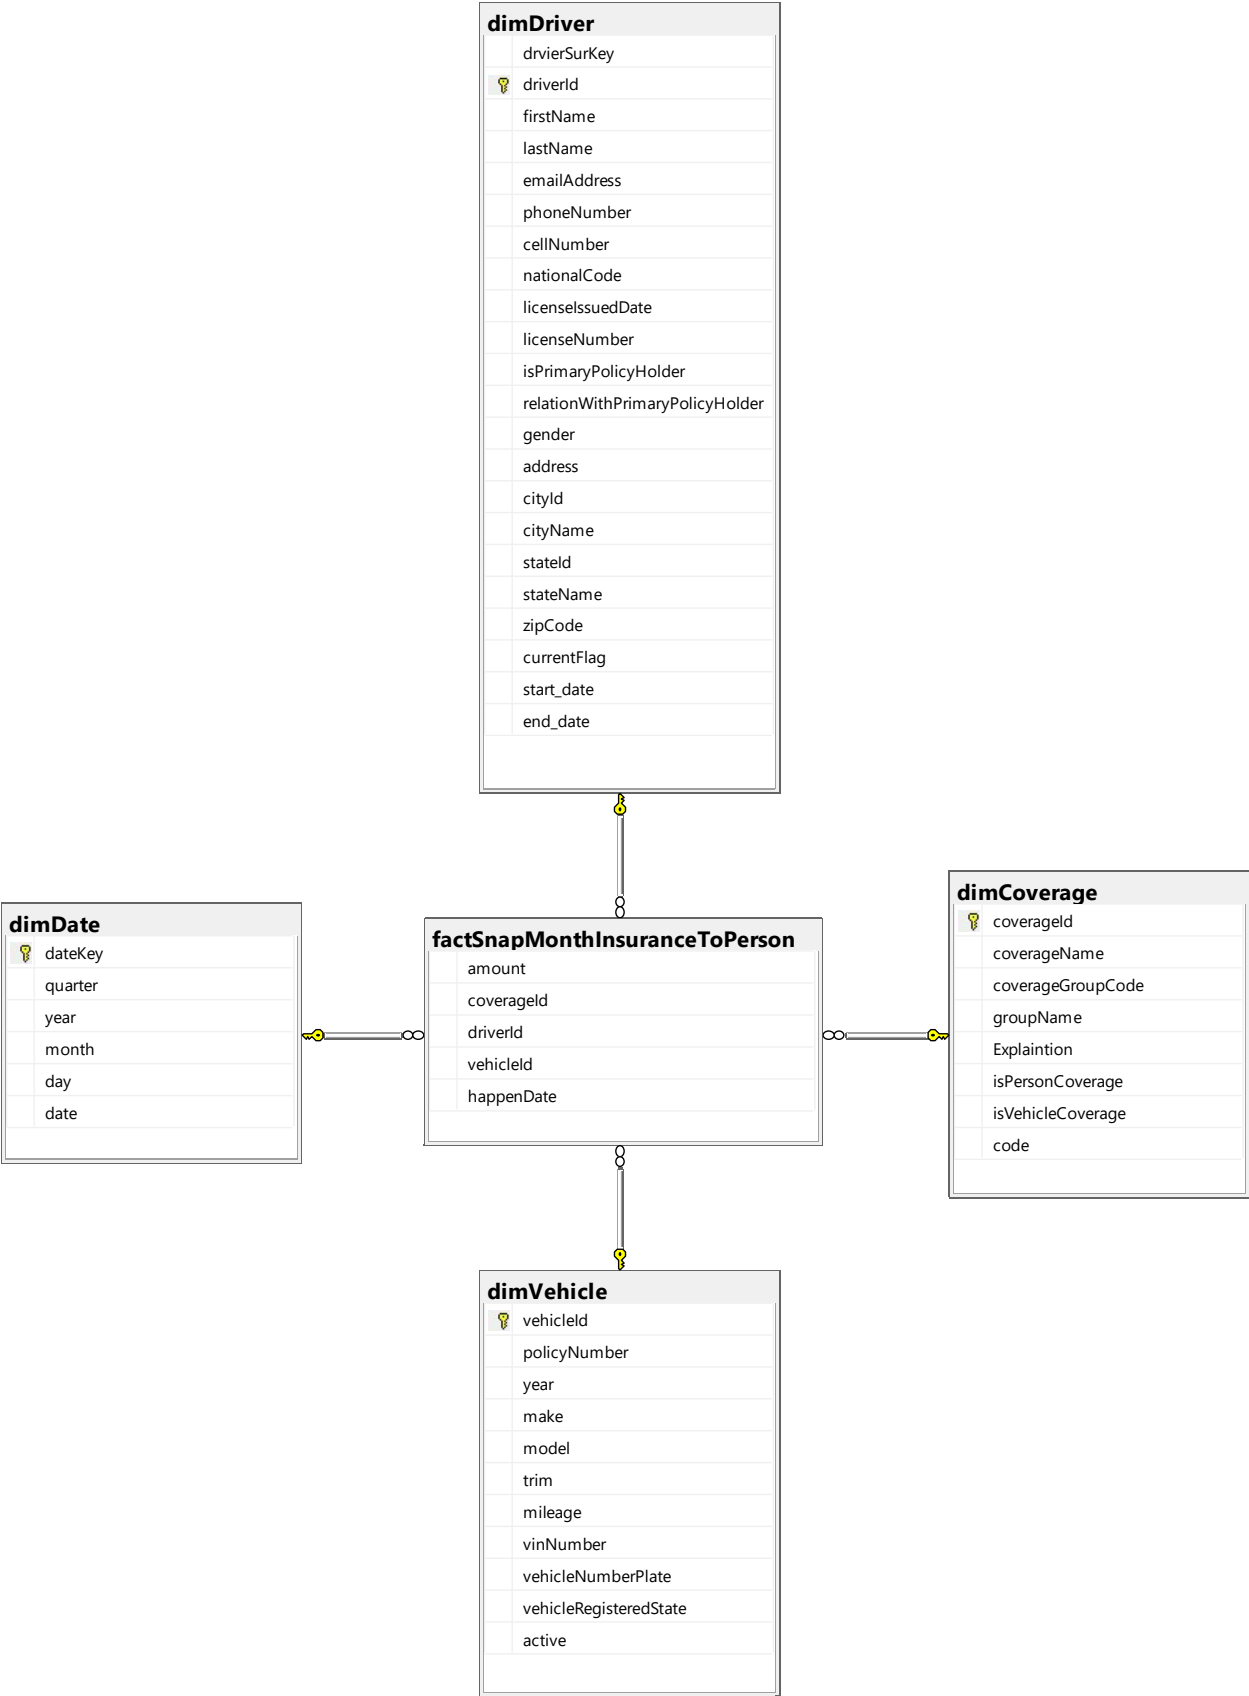 dimDriver
drvierSurKey
driverId
firstName
lastName
emailAddress
phoneNumber
cellNumber
nationalCode
licenseIssuedDate
licenseNumber
isPrimaryPolicyHolder
relationWithPrimaryPolicyHolder
gender
address
cityId
cityName
stateId
stateName
zipCode
currentFlag
start_date
end_date
dimDate
dateKey
quarter
year
month
day
date
factSnapMonthInsuranceToPerson
amount
coverageId
driverId
vehicleId
happenDate
dimCoverage
coverageId
coverageName
coverageGroupCode
groupName
Explaintion
isPersonCoverage
isVehicleCoverage
code
dimVehicle
vehicleId
policyNumber
year
make
model
trim
mileage
vinNumber
vehicleNumberPlate
vehicleRegisteredState
active